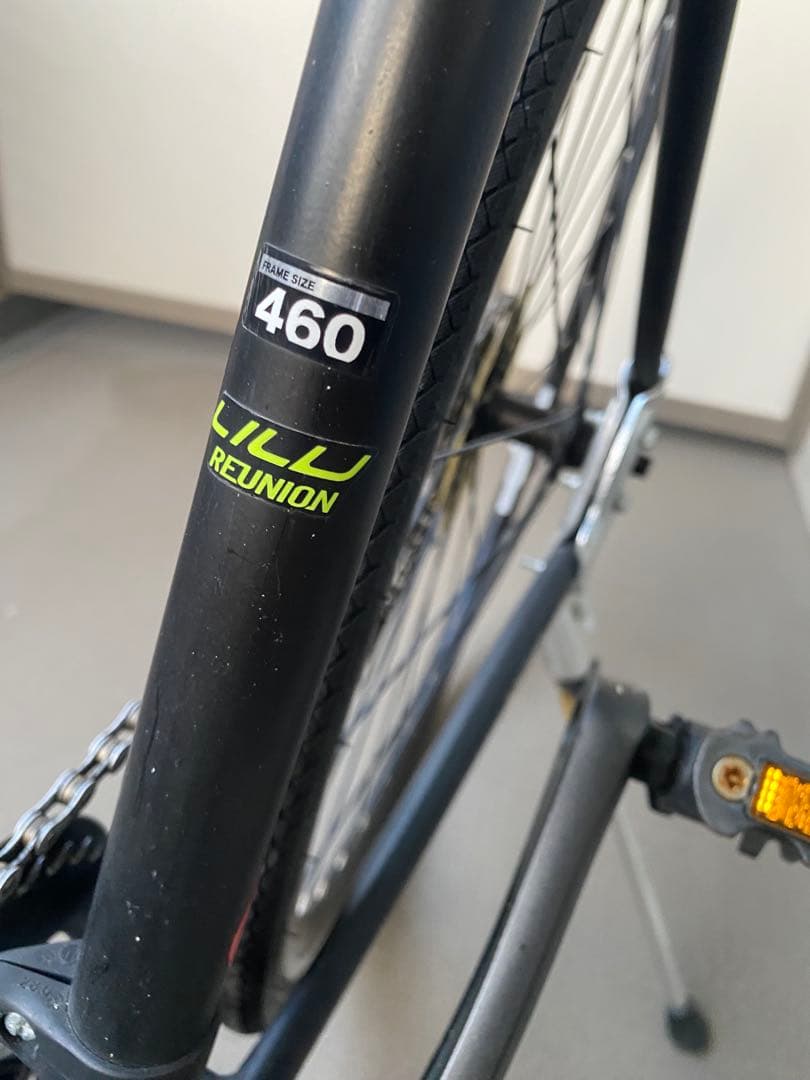 FRAME SIZE
460
LILU
REUNION